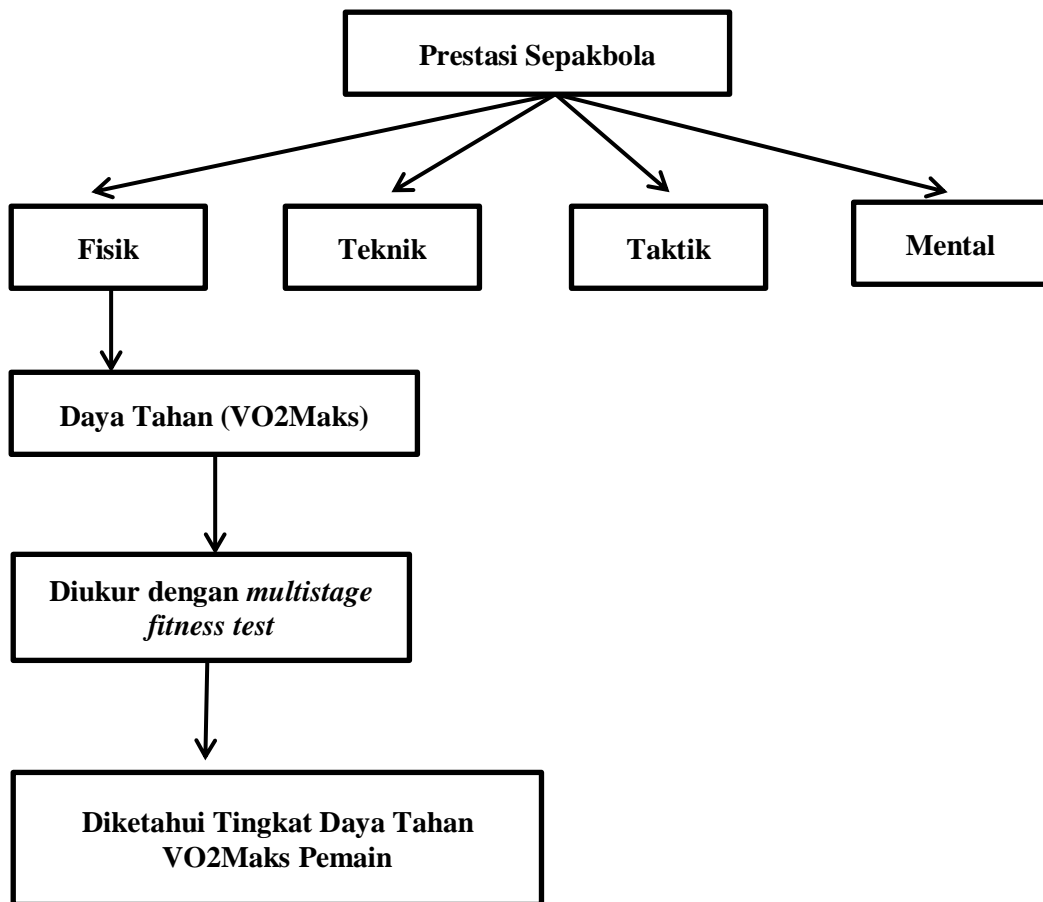 Prestasi Sepakbola
Fisik
Teknik
Taktik
Mental
Daya Tahan (VO2Maks)
Diukur dengan multistage
fitness test
Diketahui Tingkat Daya Tahan
VO2Maks Pemain